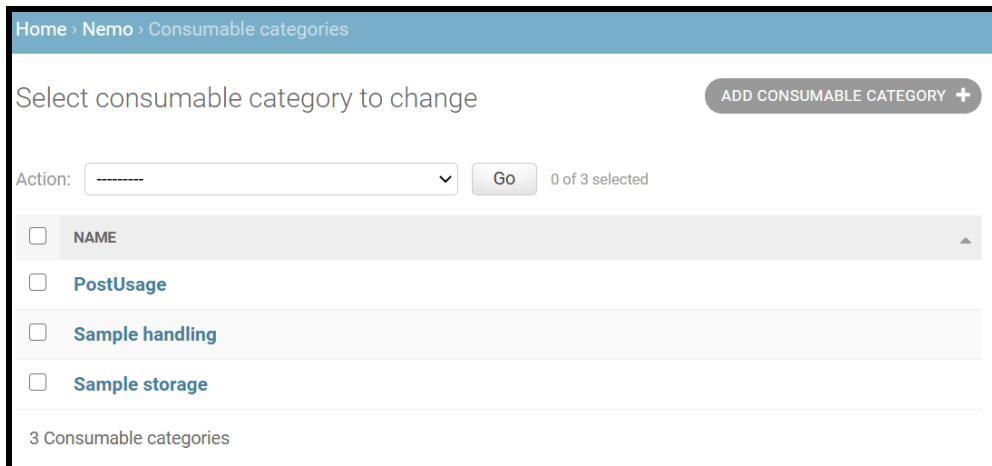 Home › Nemo › Consumable categories
Select consumable category to change
ADD CONSUMABLE CATEGORY +
Action: --------- Go 0 of 3 selected
NAME
PostUsage
Sample handling
Sample storage
3 Consumable categories